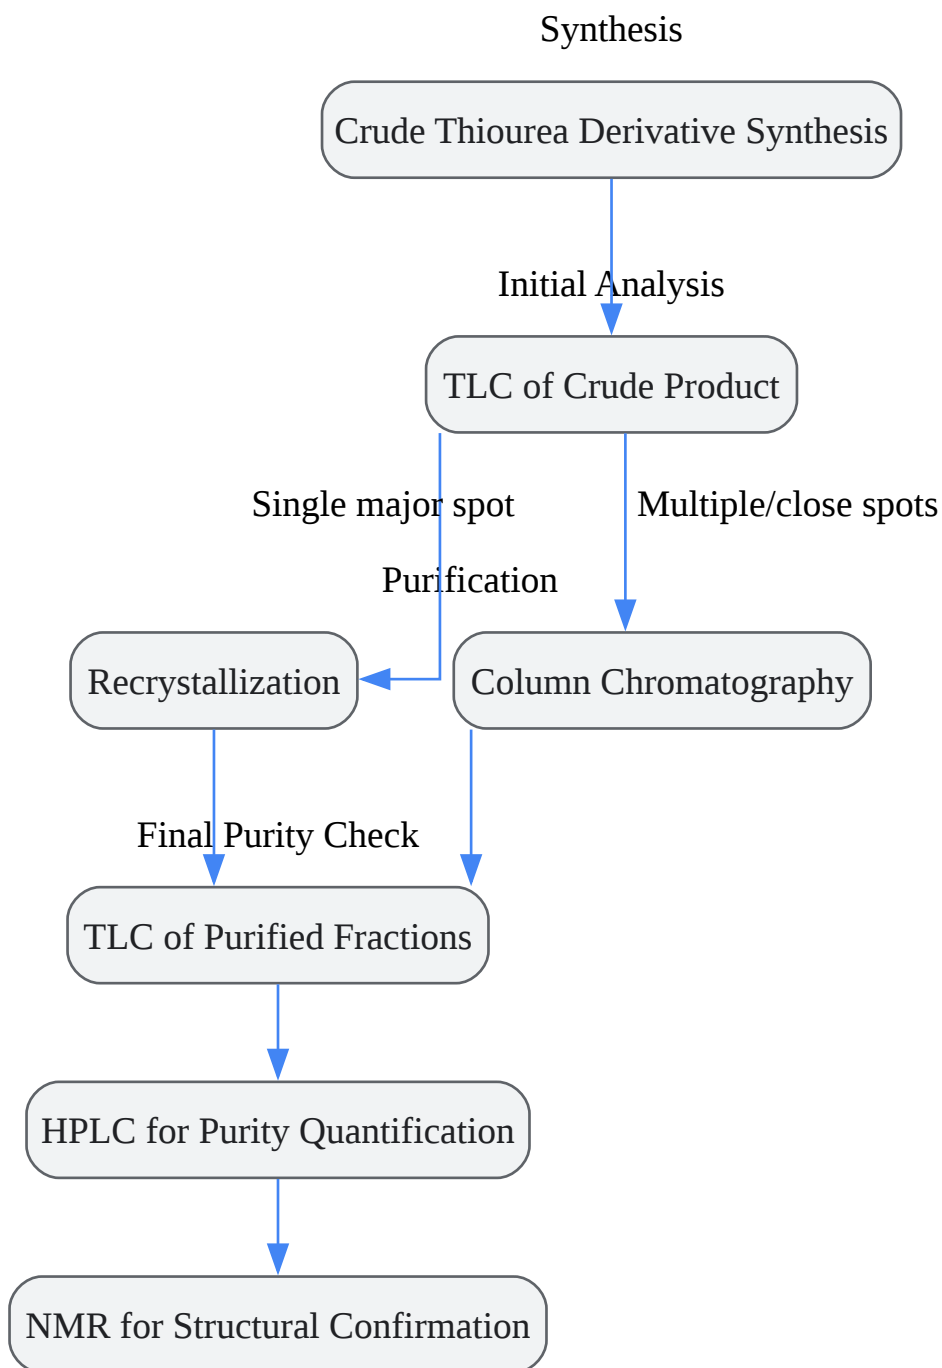 Synthesis
Crude Thiourea Derivative Synthesis
Initial Analysis
TLC of Crude Product
Single major spot
Multiple/close spots
Purification
Recrystallization
Column Chromatography
Final Purity Check
TLC of Purified Fractions
HPLC for Purity Quantification
NMR for Structural Confirmation